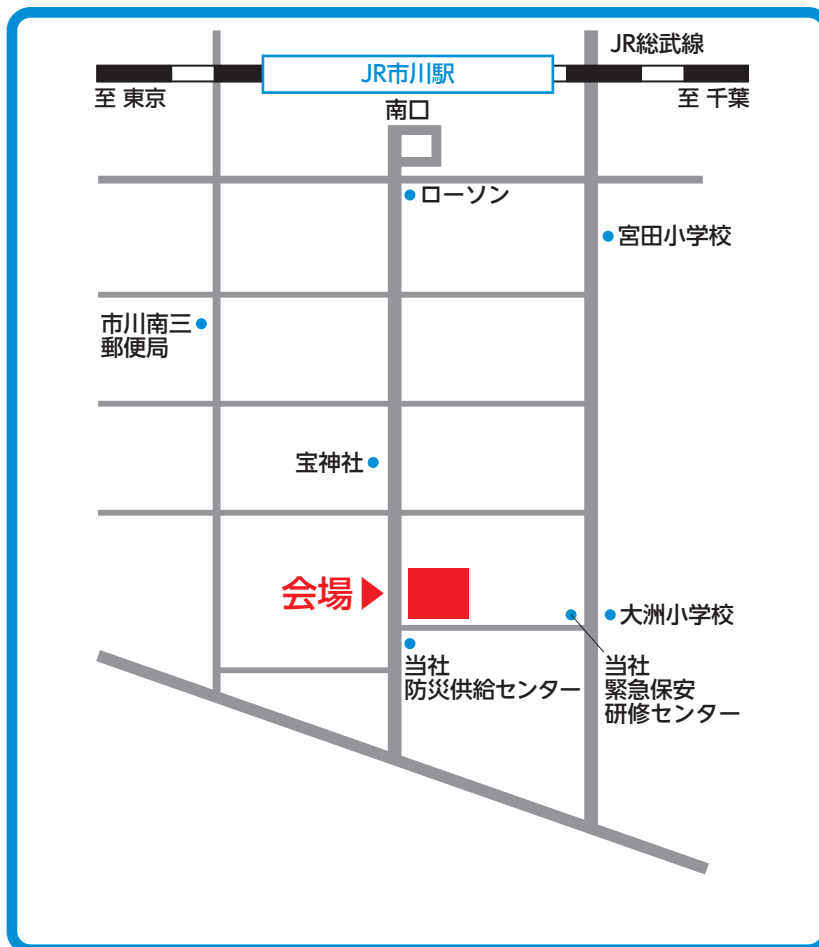 JR総武線
JR市川駅
至 東京
至 千葉
南口
ローソン
宮田小学校
市川南三
郵便局
宝神社
会場
大洲小学校
当社
防災供給センター
当社
緊急保安
研修センター